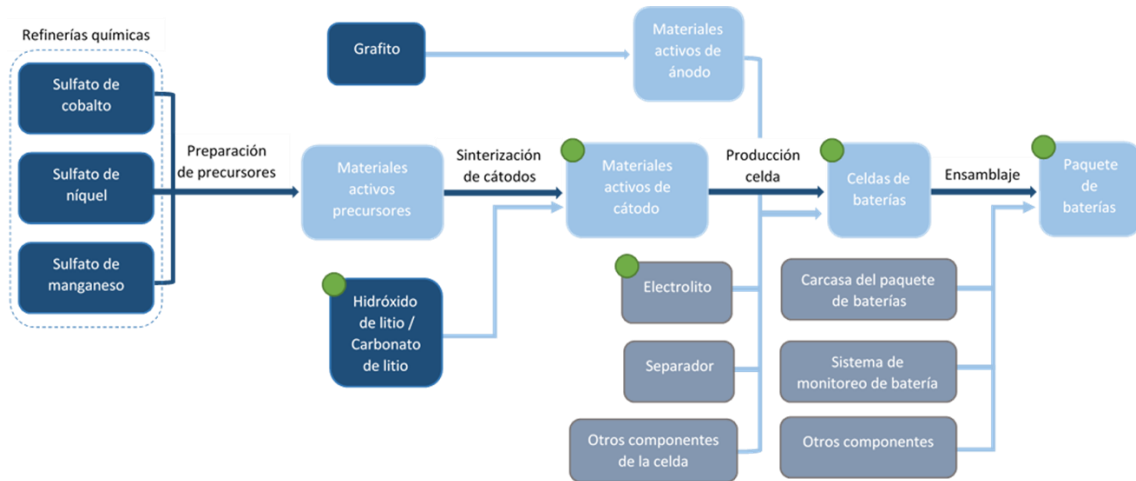 Refinerías químicas
Sulfato de
cobalto
Sulfato de
níquel
Sulfato de
manganeso
Preparación
de precursores
Grafito
Materiales
activos de
ánodo
Materiales
activos
precursores
Sinterización
de cátodos
Hidróxido
de litio /
Carbonato
de litio
Materiales
activos de
cátodo
Producción
celda
Electrolito
Separador
Otros componentes
de la celda
Celdas de
baterías
Ensamblaje
Carcasa del paquete
de baterías
Sistema de
monitoreo de batería
Otros componentes
Paquete
de
baterías